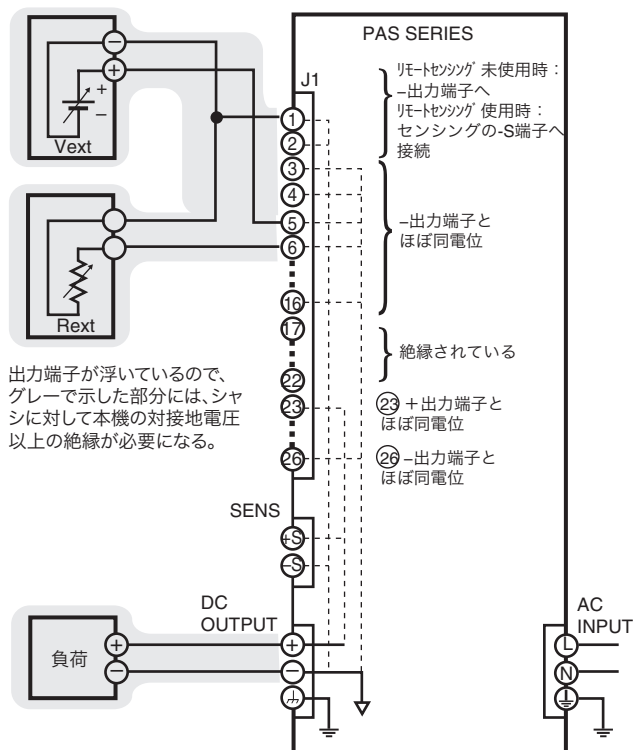 PAS SERIES
J1
ﾘﾓｰﾄｾﾝｼﾝｸﾞ 未使用時：
−出力端子へ
ﾘﾓｰﾄｾﾝｼﾝｸﾞ 使用時：
センシングの-S端子へ
接続
−
+
+
−
Vext
1
2
3
4
5
6
16
17
22
23
26
−出力端子と
ほぼ同電位
Rext
絶縁されている
出力端子が浮いているので、
グレーで示した部分には、シャ
シに対して本機の対接地電圧
以上の絶縁が必要になる。
㉓ +出力端子と
ほぼ同電位
㉖ −出力端子と
ほぼ同電位
SENS
+S
−S
DC
OUTPUT
負荷
+
−
+
−
AC
INPUT
L
N